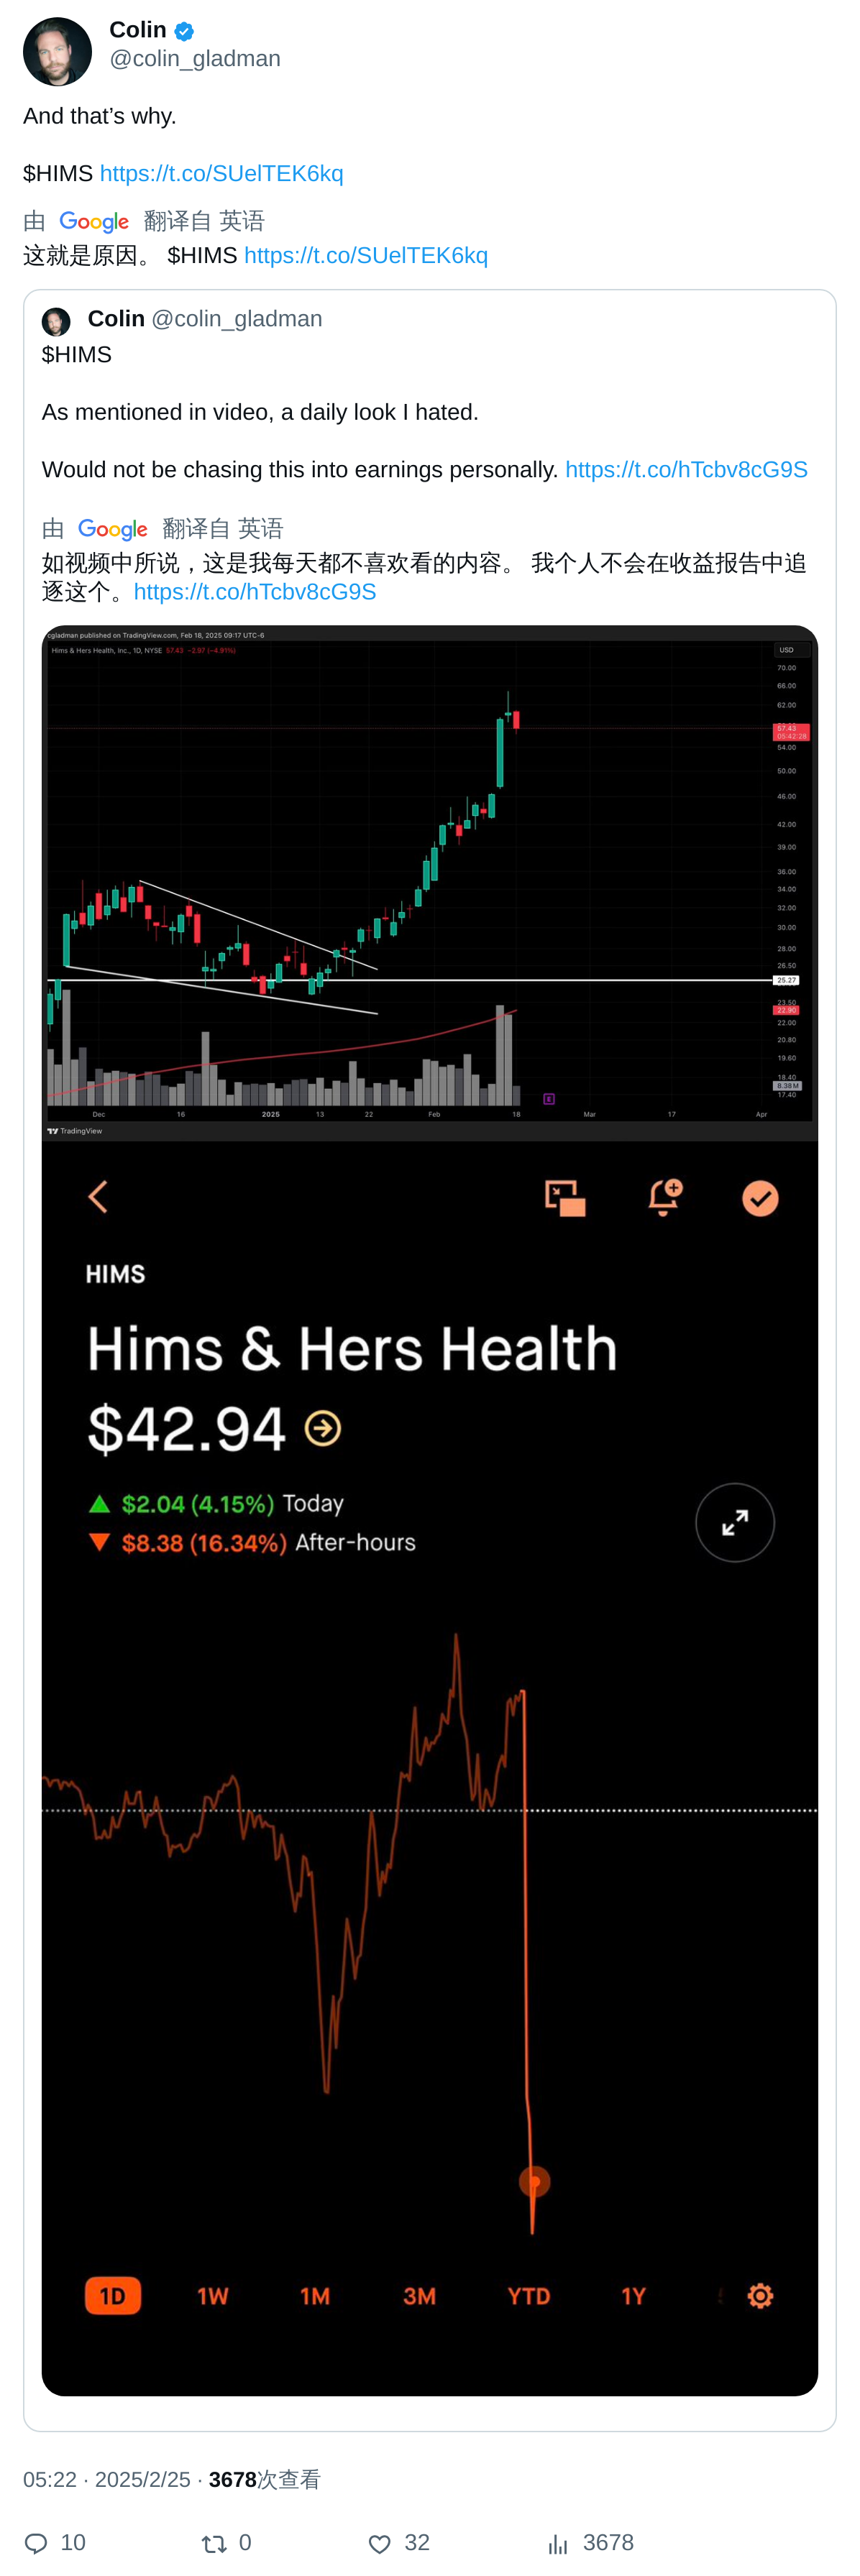 Colin
@colin_gladman
And that’s why.
$HIMS https://t.co/SUelTEK6kq
由 Google 翻译自 英语
这就是原因。 $HIMS https://t.co/SUelTEK6kq
Colin @colin_gladman
$HIMS
As mentioned in video, a daily look I hated.
Would not be chasing this into earnings personally. https://t.co/hTcbv8cG9S
由 Google 翻译自 英语
如视频中所说，这是我每天都不喜欢看的内容。 我个人不会在收益报告中追
逐这个。https://t.co/hTcbv8cG9S
cgladman published on TradingView.com, Feb 18, 2025 09:17 UTC-6
Hims & Hers Health, Inc., 1D, NYSE 57.43 −2.97 (−4.91%)
USD
70.00
66.00
62.00
57.43
05:42:28
54.00
50.00
46.00
42.00
39.00
36.00
34.00
32.00
30.00
28.00
26.50
25.27
23.50
22.90
22.00
20.80
19.60
18.40
8.38M
17.40
Dec 16 2025 13 22 Feb 18 Mar 17 Apr
E
TradingView
HIMS
Hims & Hers Health
$42.94
$2.04 (4.15%) Today
$8.38 (16.34%) After-hours
1D 1W 1M 3M YTD 1Y
05:22 · 2025/2/25 · 3678次查看
10 0 32 3678